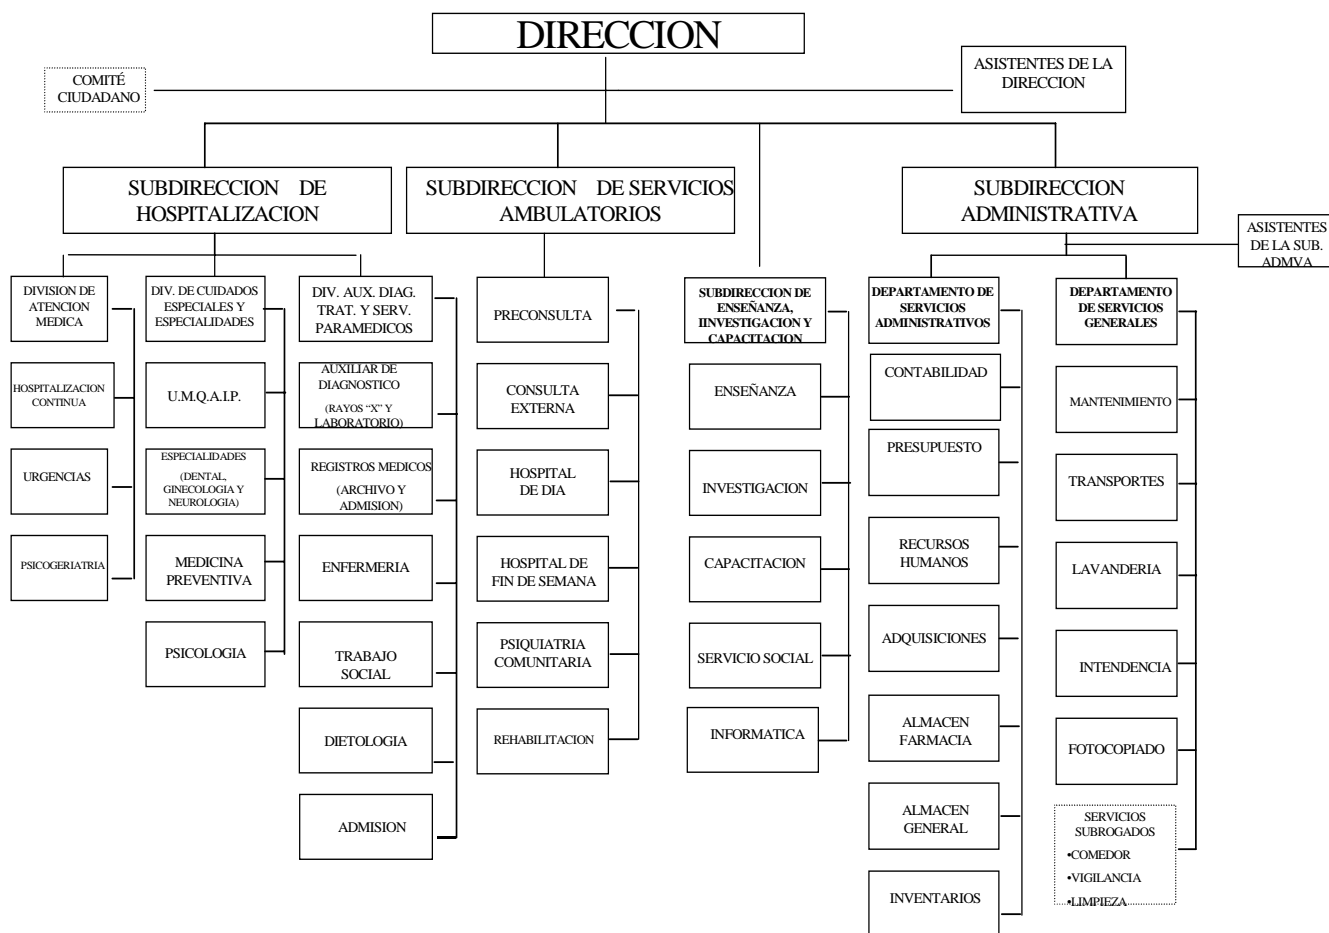 DIRECCION
COMITÉ
CIUDADANO
ASISTENTES DE LA
DIRECCION
SUBDIRECCION DE
HOSPITALIZACION
SUBDIRECCION DE SERVICIOS
AMBULATORIOS
SUBDIRECCION
ADMINISTRATIVA
ASISTENTES
DE LA SUB.
ADMVA
DIVISION DE
ATENCION
MEDICA
HOSPITALIZACION
CONTINUA
URGENCIAS
PSICOGERIATRIA
DIV. DE CUIDADOS
ESPECIALES Y
ESPECIALIDADES
U.M.Q.A.I.P.
ESPECIALIDADES
(DENTAL,
GINECOLOGIA Y
NEUROLOGIA)
MEDICINA
PREVENTIVA
PSICOLOGIA
DIV. AUX. DIAG.
TRAT. Y SERV.
PARAMEDICOS
AUXILIAR DE
DIAGNOSTICO
(RAYOS “X” Y
LABORATORIO)
REGISTROS MEDICOS
(ARCHIVO Y
ADMISION)
ENFERMERIA
TRABAJO
SOCIAL
DIETOLOGIA
ADMISION
PRECONSULTA
CONSULTA
EXTERNA
HOSPITAL
DE DIA
HOSPITAL DE
FIN DE SEMANA
PSIQUIATRIA
COMUNITARIA
REHABILITACION
SUBDIRECCION DE
ENSEÑANZA,
IINVESTIGACION Y
CAPACITACION
ENSEÑANZA
INVESTIGACION
CAPACITACION
SERVICIO SOCIAL
INFORMATICA
DEPARTAMENTO DE
SERVICIOS
ADMINISTRATIVOS
CONTABILIDAD
PRESUPUESTO
RECURSOS
HUMANOS
ADQUISICIONES
ALMACEN
FARMACIA
ALMACEN
GENERAL
INVENTARIOS
DEPARTAMENTO
DE SERVICIOS
GENERALES
MANTENIMIENTO
TRANSPORTES
LAVANDERIA
INTENDENCIA
FOTOCOPIADO
SERVICIOS
SUBROGADOS
•COMEDOR
•VIGILANCIA
•LIMPIEZA